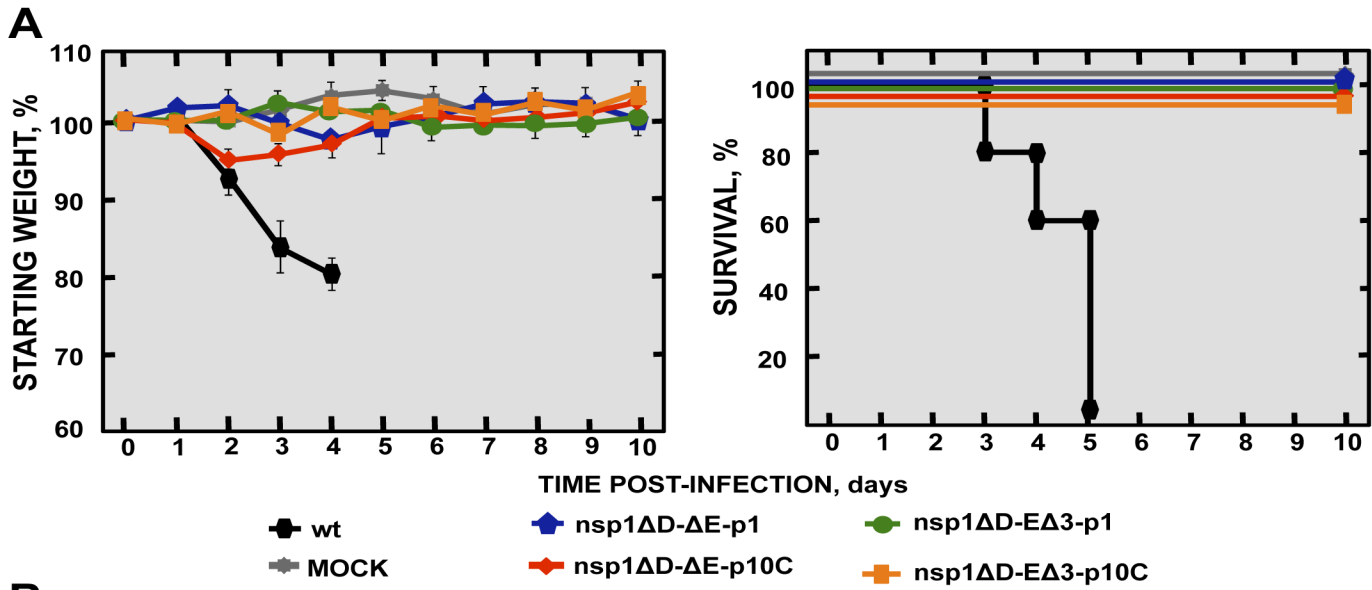 A
STARTING WEIGHT, %
110
100
90
80
70
60
0 1 2 3 4 5 6 7 8 9 10
SURVIVAL, %
100
80
60
40
20
0 1 2 3 4 5 6 7 8 9 10
TIME POST-INFECTION, days
wt
nsp1ΔD-ΔE-p1
nsp1ΔD-EΔ3-p1
MOCK
nsp1ΔD-ΔE-p10C
nsp1ΔD-EΔ3-p10C